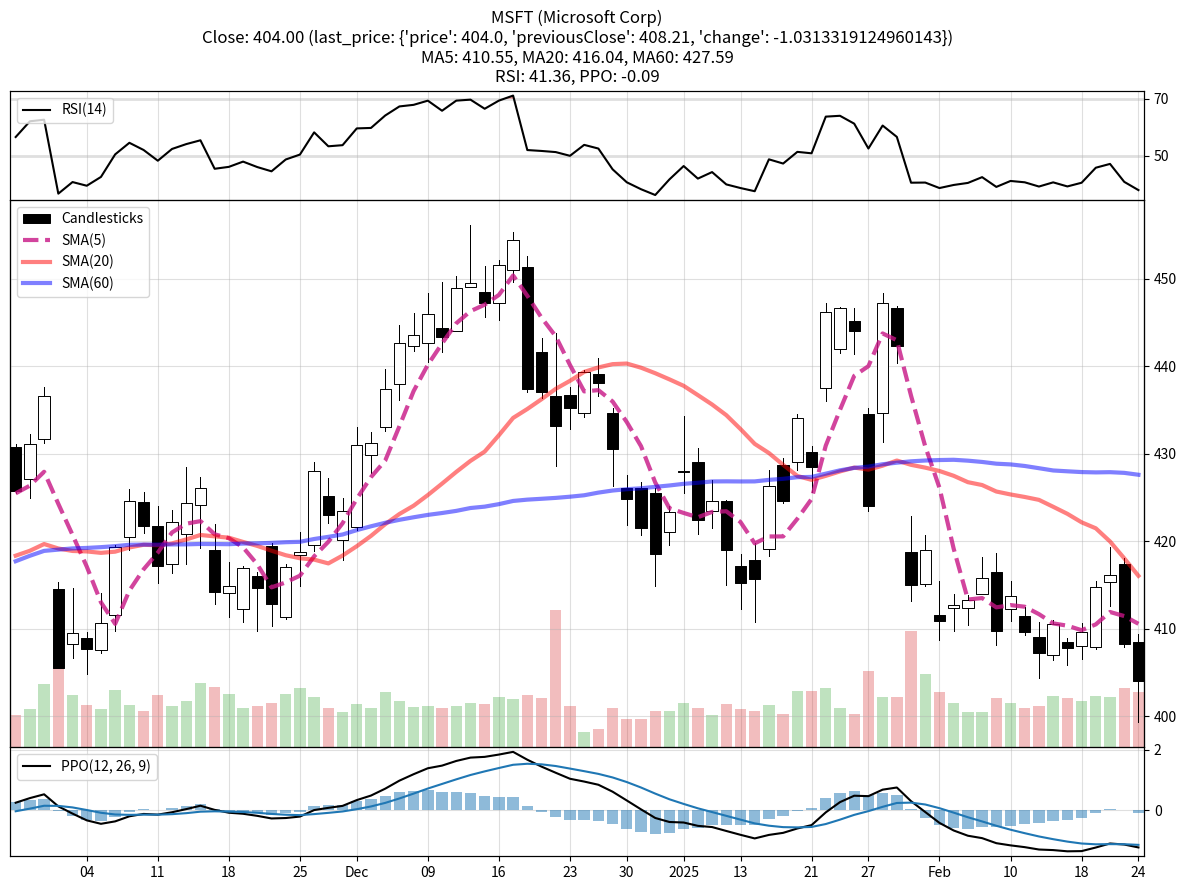 MSFT (Microsoft Corp)
Close: 404.00 (last_price: {'price': 404.0, 'previousClose': 408.21, 'change': -1.0313319124960143})
MA5: 410.55, MA20: 416.04, MA60: 427.59
RSI: 41.36, PPO: -0.09
RSI(14)
70
50
Candlesticks
SMA(5)
SMA(20)
SMA(60)
450
440
430
420
410
400
PPO(12, 26, 9)
2
0
04 11 18 25 Dec 09 16 23 30 2025 13 21 27 Feb 10 18 24